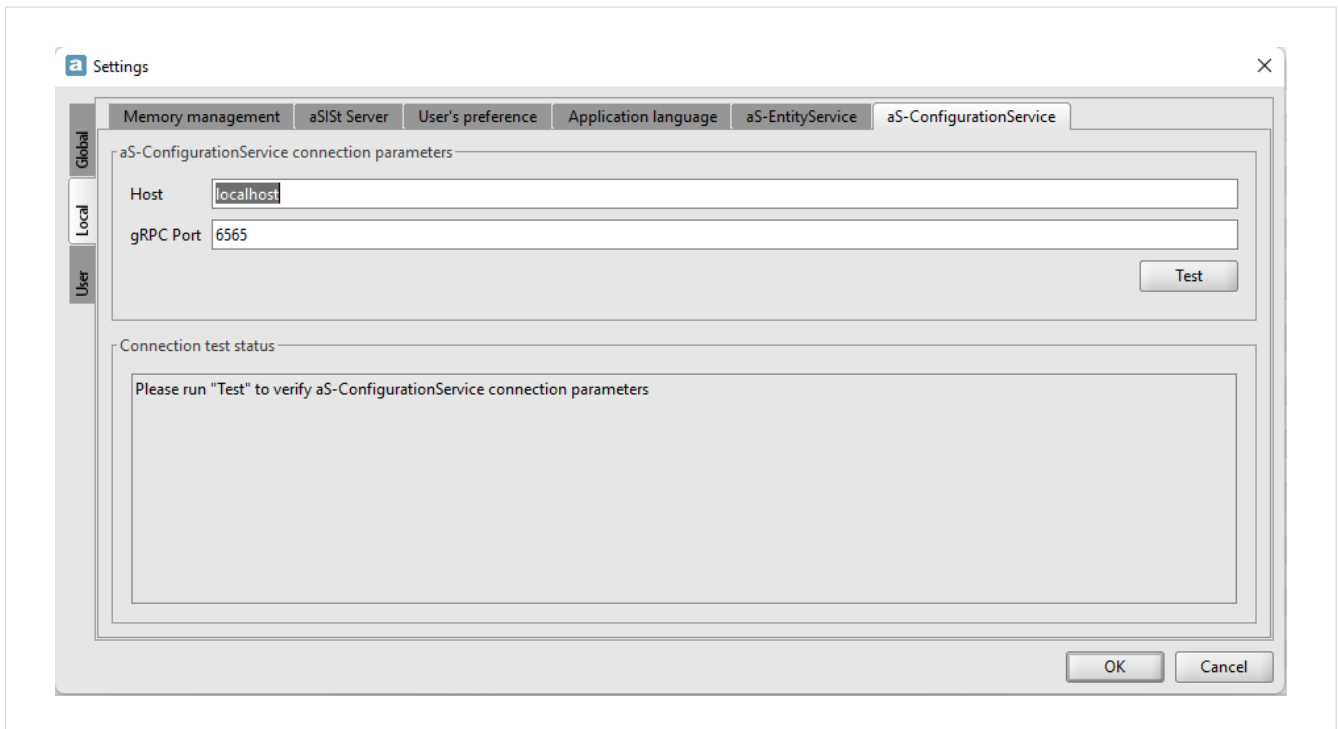 a Settings
Global
Local
User
Memory management aSISt Server User's preference Application language aS-EntityService aS-ConfigurationService
aS-ConfigurationService connection parameters
Host localhost
gRPC Port 6565
Test
Connection test status
Please run "Test" to verify aS-ConfigurationService connection parameters
OK Cancel